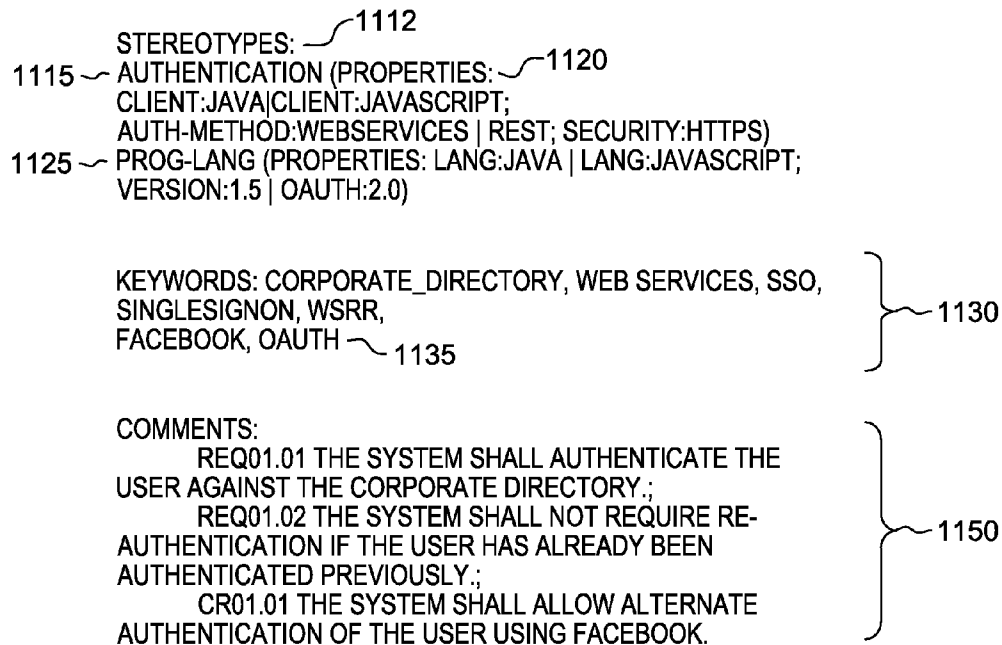 STEREOTYPES: 1112
1115 AUTHENTICATION (PROPERTIES: 1120
CLIENT:JAVA|CLIENT:JAVASCRIPT;
AUTH-METHOD:WEBSERVICES | REST; SECURITY:HTTPS)
1125 PROG-LANG (PROPERTIES: LANG:JAVA | LANG:JAVASCRIPT;
VERSION:1.5 | OAUTH:2.0)
KEYWORDS: CORPORATE_DIRECTORY, WEB SERVICES, SSO,
SINGLESIGNON, WSRR,
1130
FACEBOOK, OAUTH 1135
COMMENTS:
REQ01.01 THE SYSTEM SHALL AUTHENTICATE THE
USER AGAINST THE CORPORATE DIRECTORY.;
REQ01.02 THE SYSTEM SHALL NOT REQUIRE RE-
AUTHENTICATION IF THE USER HAS ALREADY BEEN
1150
AUTHENTICATED PREVIOUSLY.;
CR01.01 THE SYSTEM SHALL ALLOW ALTERNATE
AUTHENTICATION OF THE USER USING FACEBOOK.